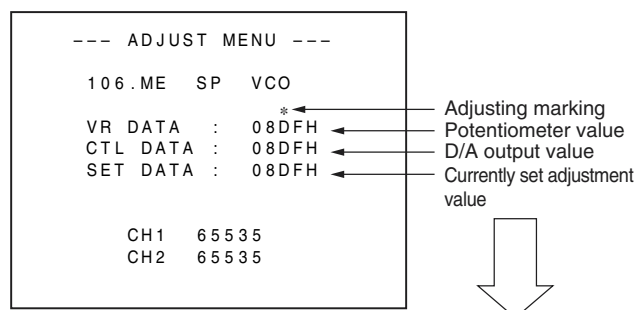 --- ADJUST MENU ---
106.ME SP VCO
*
VR DATA : 08DFH
CTL DATA : 08DFH
SET DATA : 08DFH
CH1 65535
CH2 65535
Adjusting marking
Potentiometer value
D/A output value
Currently set adjustment
value